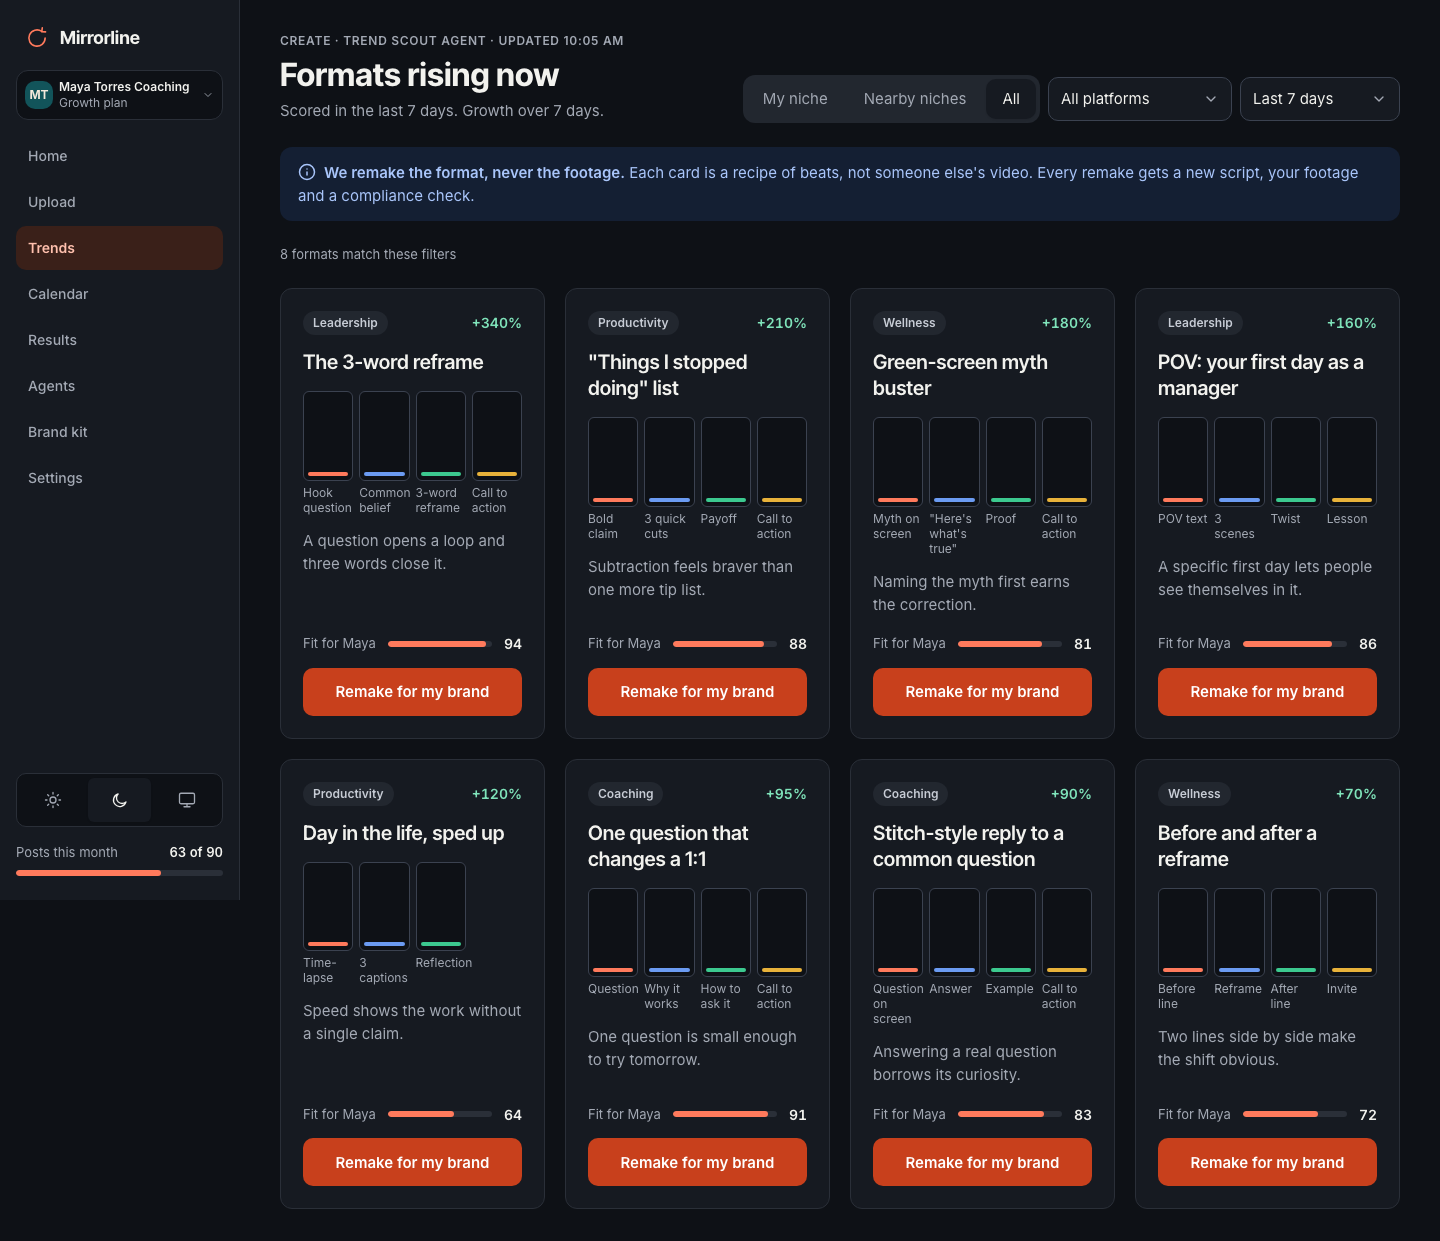 Mirrorline
MT
Maya Torres Coaching
Growth plan
Home
Upload
Trends
Calendar
Results
Agents
Brand kit
Settings
Posts this month
63 of 90
CREATE · TREND SCOUT AGENT · UPDATED 10:05 AM
Formats rising now
Scored in the last 7 days. Growth over 7 days.
My niche
Nearby niches
All
All platforms
Last 7 days
We remake the format, never the footage. Each card is a recipe of beats, not someone else's video. Every remake gets a new script, your footage
and a compliance check.
8 formats match these filters
Leadership
+340%
The 3-word reframe
Hook
question
Common
belief
3-word
reframe
Call to
action
A question opens a loop and
three words close it.
Fit for Maya
94
Remake for my brand
Productivity
+210%
"Things I stopped
doing" list
Bold
claim
3 quick
cuts
Payoff
Call to
action
Subtraction feels braver than
one more tip list.
Fit for Maya
88
Remake for my brand
Wellness
+180%
Green-screen myth
buster
Myth on
screen
"Here's
what's
true"
Proof
Call to
action
Naming the myth first earns
the correction.
Fit for Maya
81
Remake for my brand
Leadership
+160%
POV: your first day as a
manager
POV text
3
scenes
Twist
Lesson
A specific first day lets people
see themselves in it.
Fit for Maya
86
Remake for my brand
Productivity
+120%
Day in the life, sped up
Time-
lapse
3
captions
Reflection
Speed shows the work without
a single claim.
Fit for Maya
64
Remake for my brand
Coaching
+95%
One question that
changes a 1:1
Question
Why it
works
How to
ask it
Call to
action
One question is small enough
to try tomorrow.
Fit for Maya
91
Remake for my brand
Coaching
+90%
Stitch-style reply to a
common question
Question
on
screen
Answer
Example
Call to
action
Answering a real question
borrows its curiosity.
Fit for Maya
83
Remake for my brand
Wellness
+70%
Before and after a
reframe
Before
line
Reframe
After
line
Invite
Two lines side by side make
the shift obvious.
Fit for Maya
72
Remake for my brand